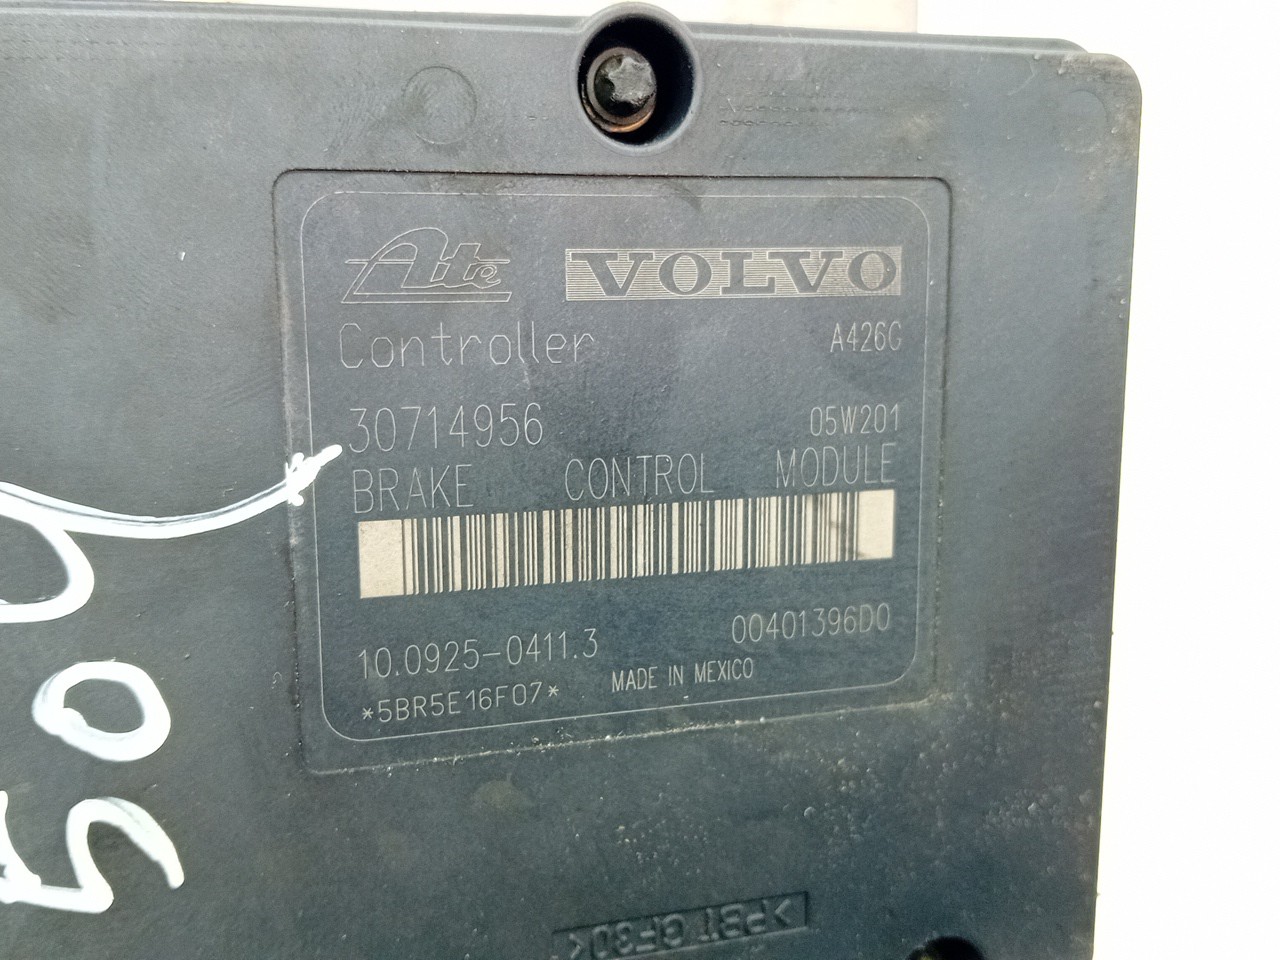 Ate VOLVO
Controller A426G
30714956 05W201
BRAKE CONTROL MODULE
10.0925-0411.3 00401396D0
*5BR5E16F07* MADE IN MEXICO
>PBT GF30<